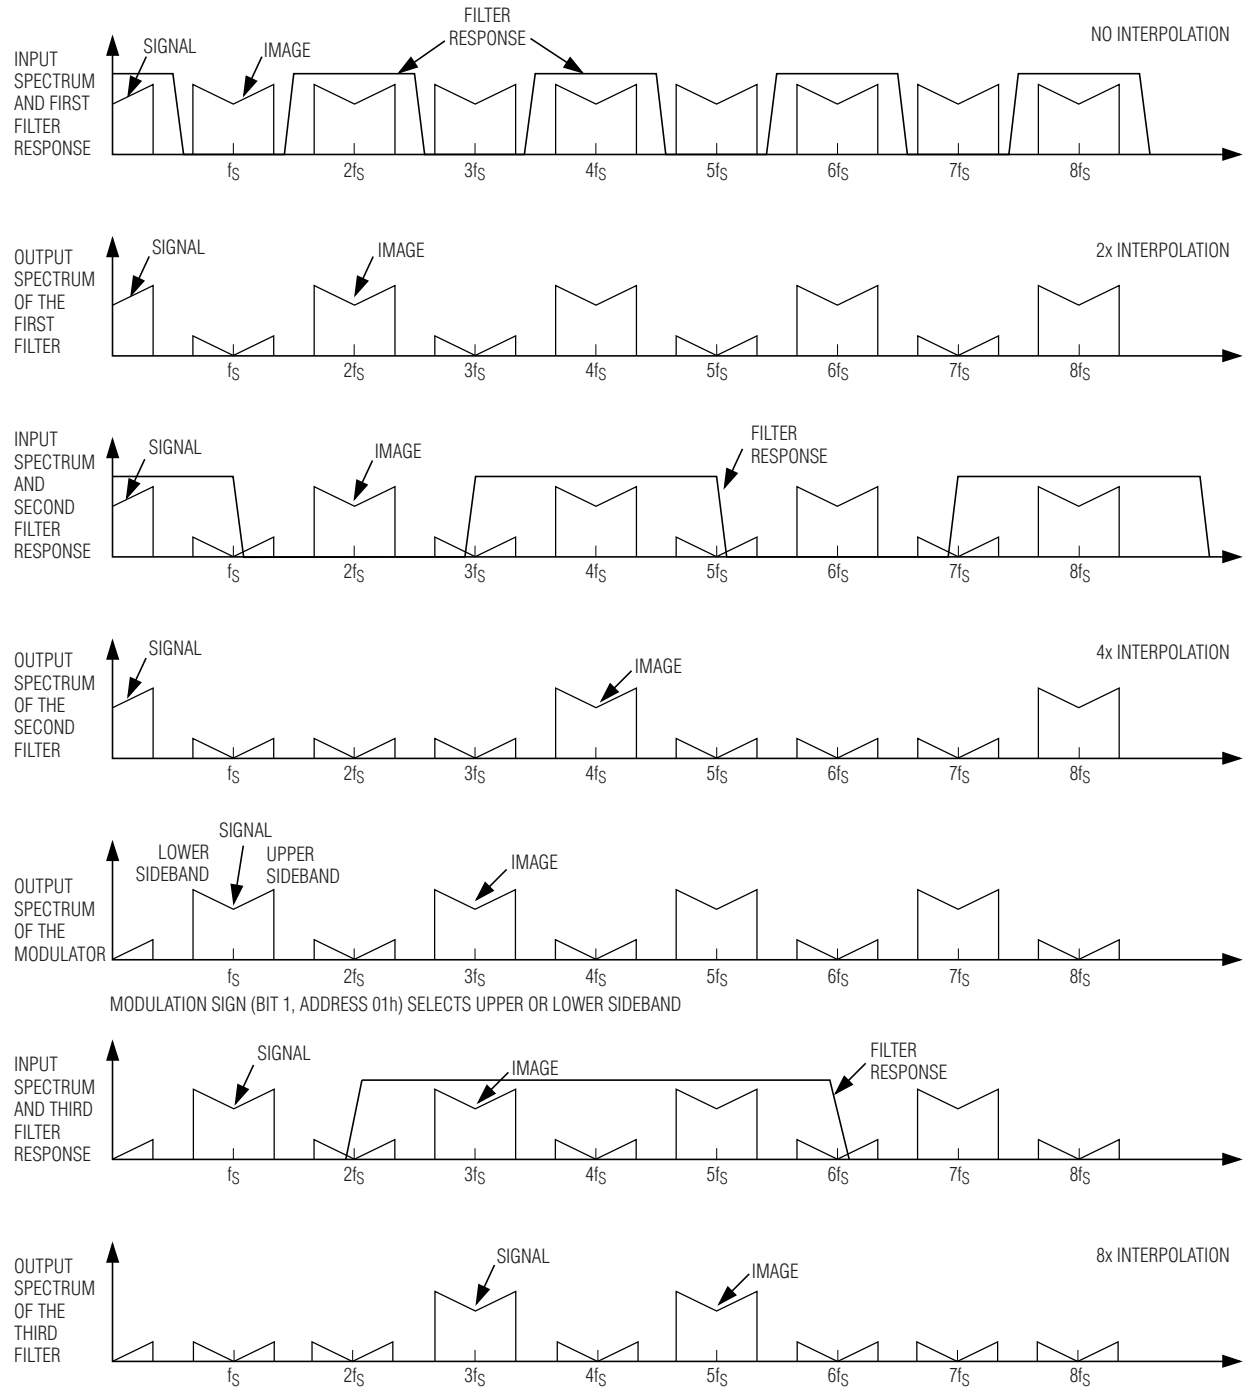 FILTER
RESPONSE
NO INTERPOLATION
SIGNAL
IMAGE
INPUT
SPECTRUM
AND FIRST
FILTER
RESPONSE
fS 2fS 3fS 4fS 5fS 6fS 7fS 8fS
2x INTERPOLATION
SIGNAL
IMAGE
OUTPUT
SPECTRUM
OF THE
FIRST
FILTER
fS 2fS 3fS 4fS 5fS 6fS 7fS 8fS
INPUT
SPECTRUM
AND
SECOND
FILTER
RESPONSE
SIGNAL
IMAGE
FILTER
RESPONSE
fS 2fS 3fS 4fS 5fS 6fS 7fS 8fS
4x INTERPOLATION
SIGNAL
IMAGE
OUTPUT
SPECTRUM
OF THE
SECOND
FILTER
fS 2fS 3fS 4fS 5fS 6fS 7fS 8fS
SIGNAL
LOWER
SIDEBAND
UPPER
SIDEBAND
IMAGE
OUTPUT
SPECTRUM
OF THE
MODULATOR
fS 2fS 3fS 4fS 5fS 6fS 7fS 8fS
MODULATION SIGN (BIT 1, ADDRESS 01h) SELECTS UPPER OR LOWER SIDEBAND
INPUT
SPECTRUM
AND THIRD
FILTER
RESPONSE
SIGNAL
IMAGE
FILTER
RESPONSE
fS 2fS 3fS 4fS 5fS 6fS 7fS 8fS
8x INTERPOLATION
SIGNAL
IMAGE
OUTPUT
SPECTRUM
OF THE
THIRD
FILTER
fS 2fS 3fS 4fS 5fS 6fS 7fS 8fS